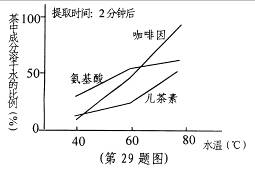 提取时间：2分钟后
茶中成分溶于水的比例(%)
100
50
0
咖啡因
氨基酸
儿茶素
40 60 80
水温(℃)
(第29题图)